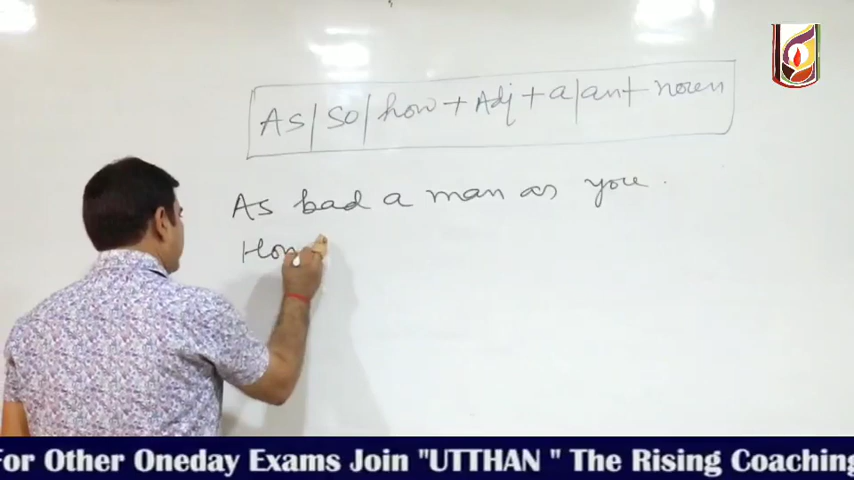 As/so/how + Adj + a/an + noun
As bad a man as you.
How
For Other Oneday Exams Join "UTTHAN " The Rising Coaching